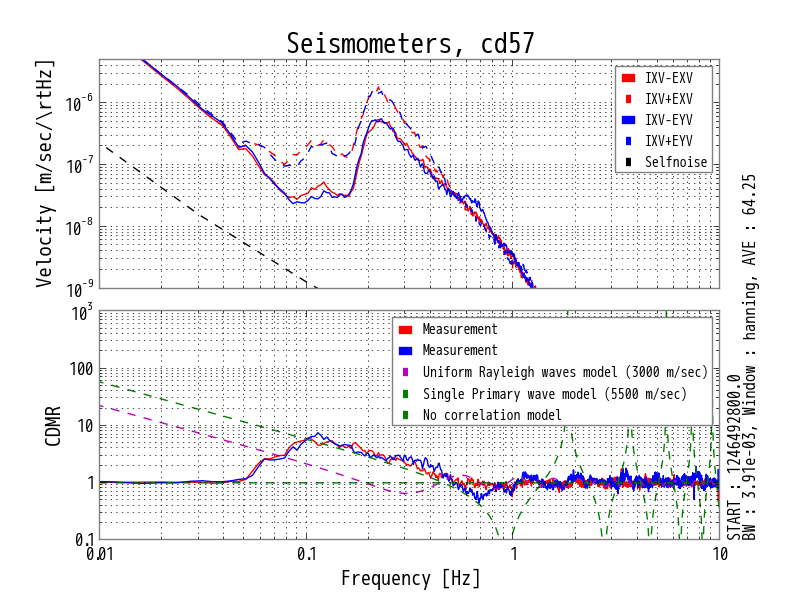 Seismometers, cd57
Velocity [m/sec/\rtHz]
10^-6
10^-7
10^-8
10^-9
IXV-EXV
IXV+EXV
IXV-EYV
IXV+EYV
Selfnoise
CDMR
10^3
100
10
1
0.1
Measurement
Measurement
Uniform Rayleigh waves model (3000 m/sec)
Single Primary wave model (5500 m/sec)
No correlation model
0.01
0.1
1
10
Frequency [Hz]
START : 1246492800.0
BW : 3.91e-03, Window : hanning, AVE : 64.25